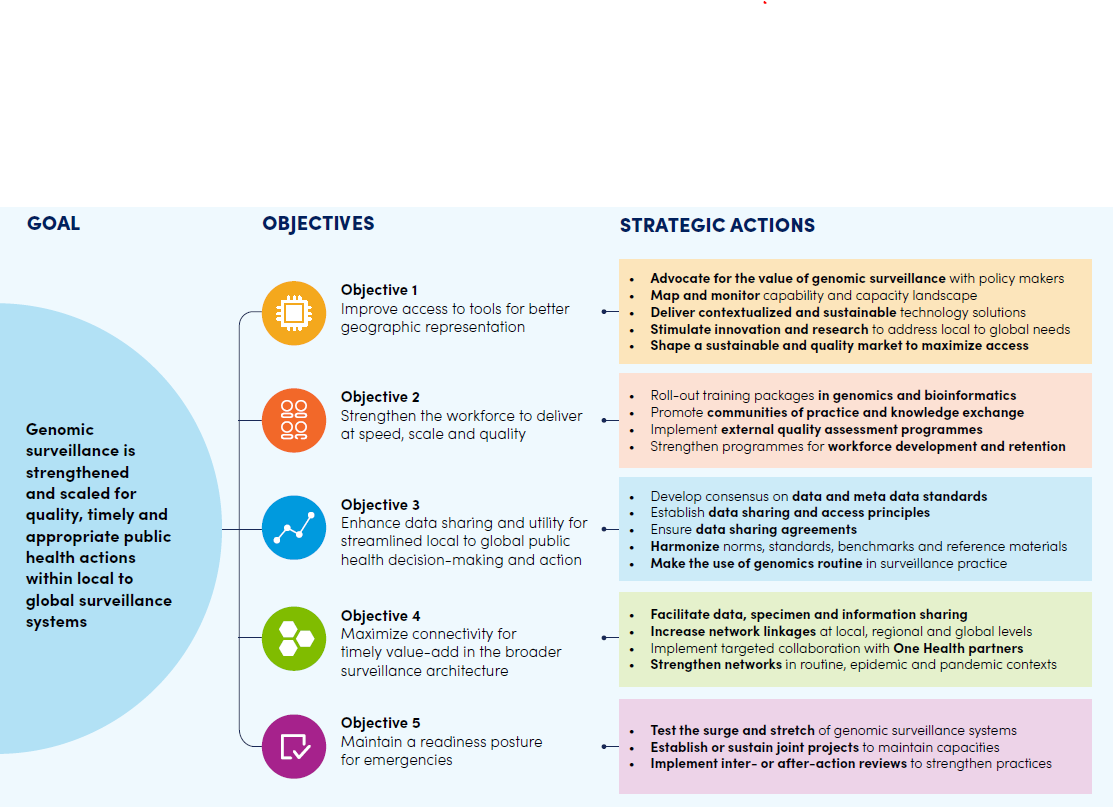 GOAL
OBJECTIVES
STRATEGIC ACTIONS
Genomic
surveillance is
strengthened
and scaled for
quality, timely and
appropriate public
health actions
within local to
global surveillance
systems
Objective 1
Improve access to tools for better
geographic representation
• Advocate for the value of genomic surveillance with policy makers
• Map and monitor capability and capacity landscape
• Deliver contextualized and sustainable technology solutions
• Stimulate innovation and research to address local to global needs
• Shape a sustainable and quality market to maximize access
Objective 2
Strengthen the workforce to deliver
at speed, scale and quality
• Roll-out training packages in genomics and bioinformatics
• Promote communities of practice and knowledge exchange
• Implement external quality assessment programmes
• Strengthen programmes for workforce development and retention
Objective 3
Enhance data sharing and utility for
streamlined local to global public
health decision-making and action
• Develop consensus on data and meta data standards
• Establish data sharing and access principles
• Ensure data sharing agreements
• Harmonize norms, standards, benchmarks and reference materials
• Make the use of genomics routine in surveillance practice
Objective 4
Maximize connectivity for
timely value-add in the broader
surveillance architecture
• Facilitate data, specimen and information sharing
• Increase network linkages at local, regional and global levels
• Implement targeted collaboration with One Health partners
• Strengthen networks in routine, epidemic and pandemic contexts
Objective 5
Maintain a readiness posture
for emergencies
• Test the surge and stretch of genomic surveillance systems
• Establish or sustain joint projects to maintain capacities
• Implement inter- or after-action reviews to strengthen practices